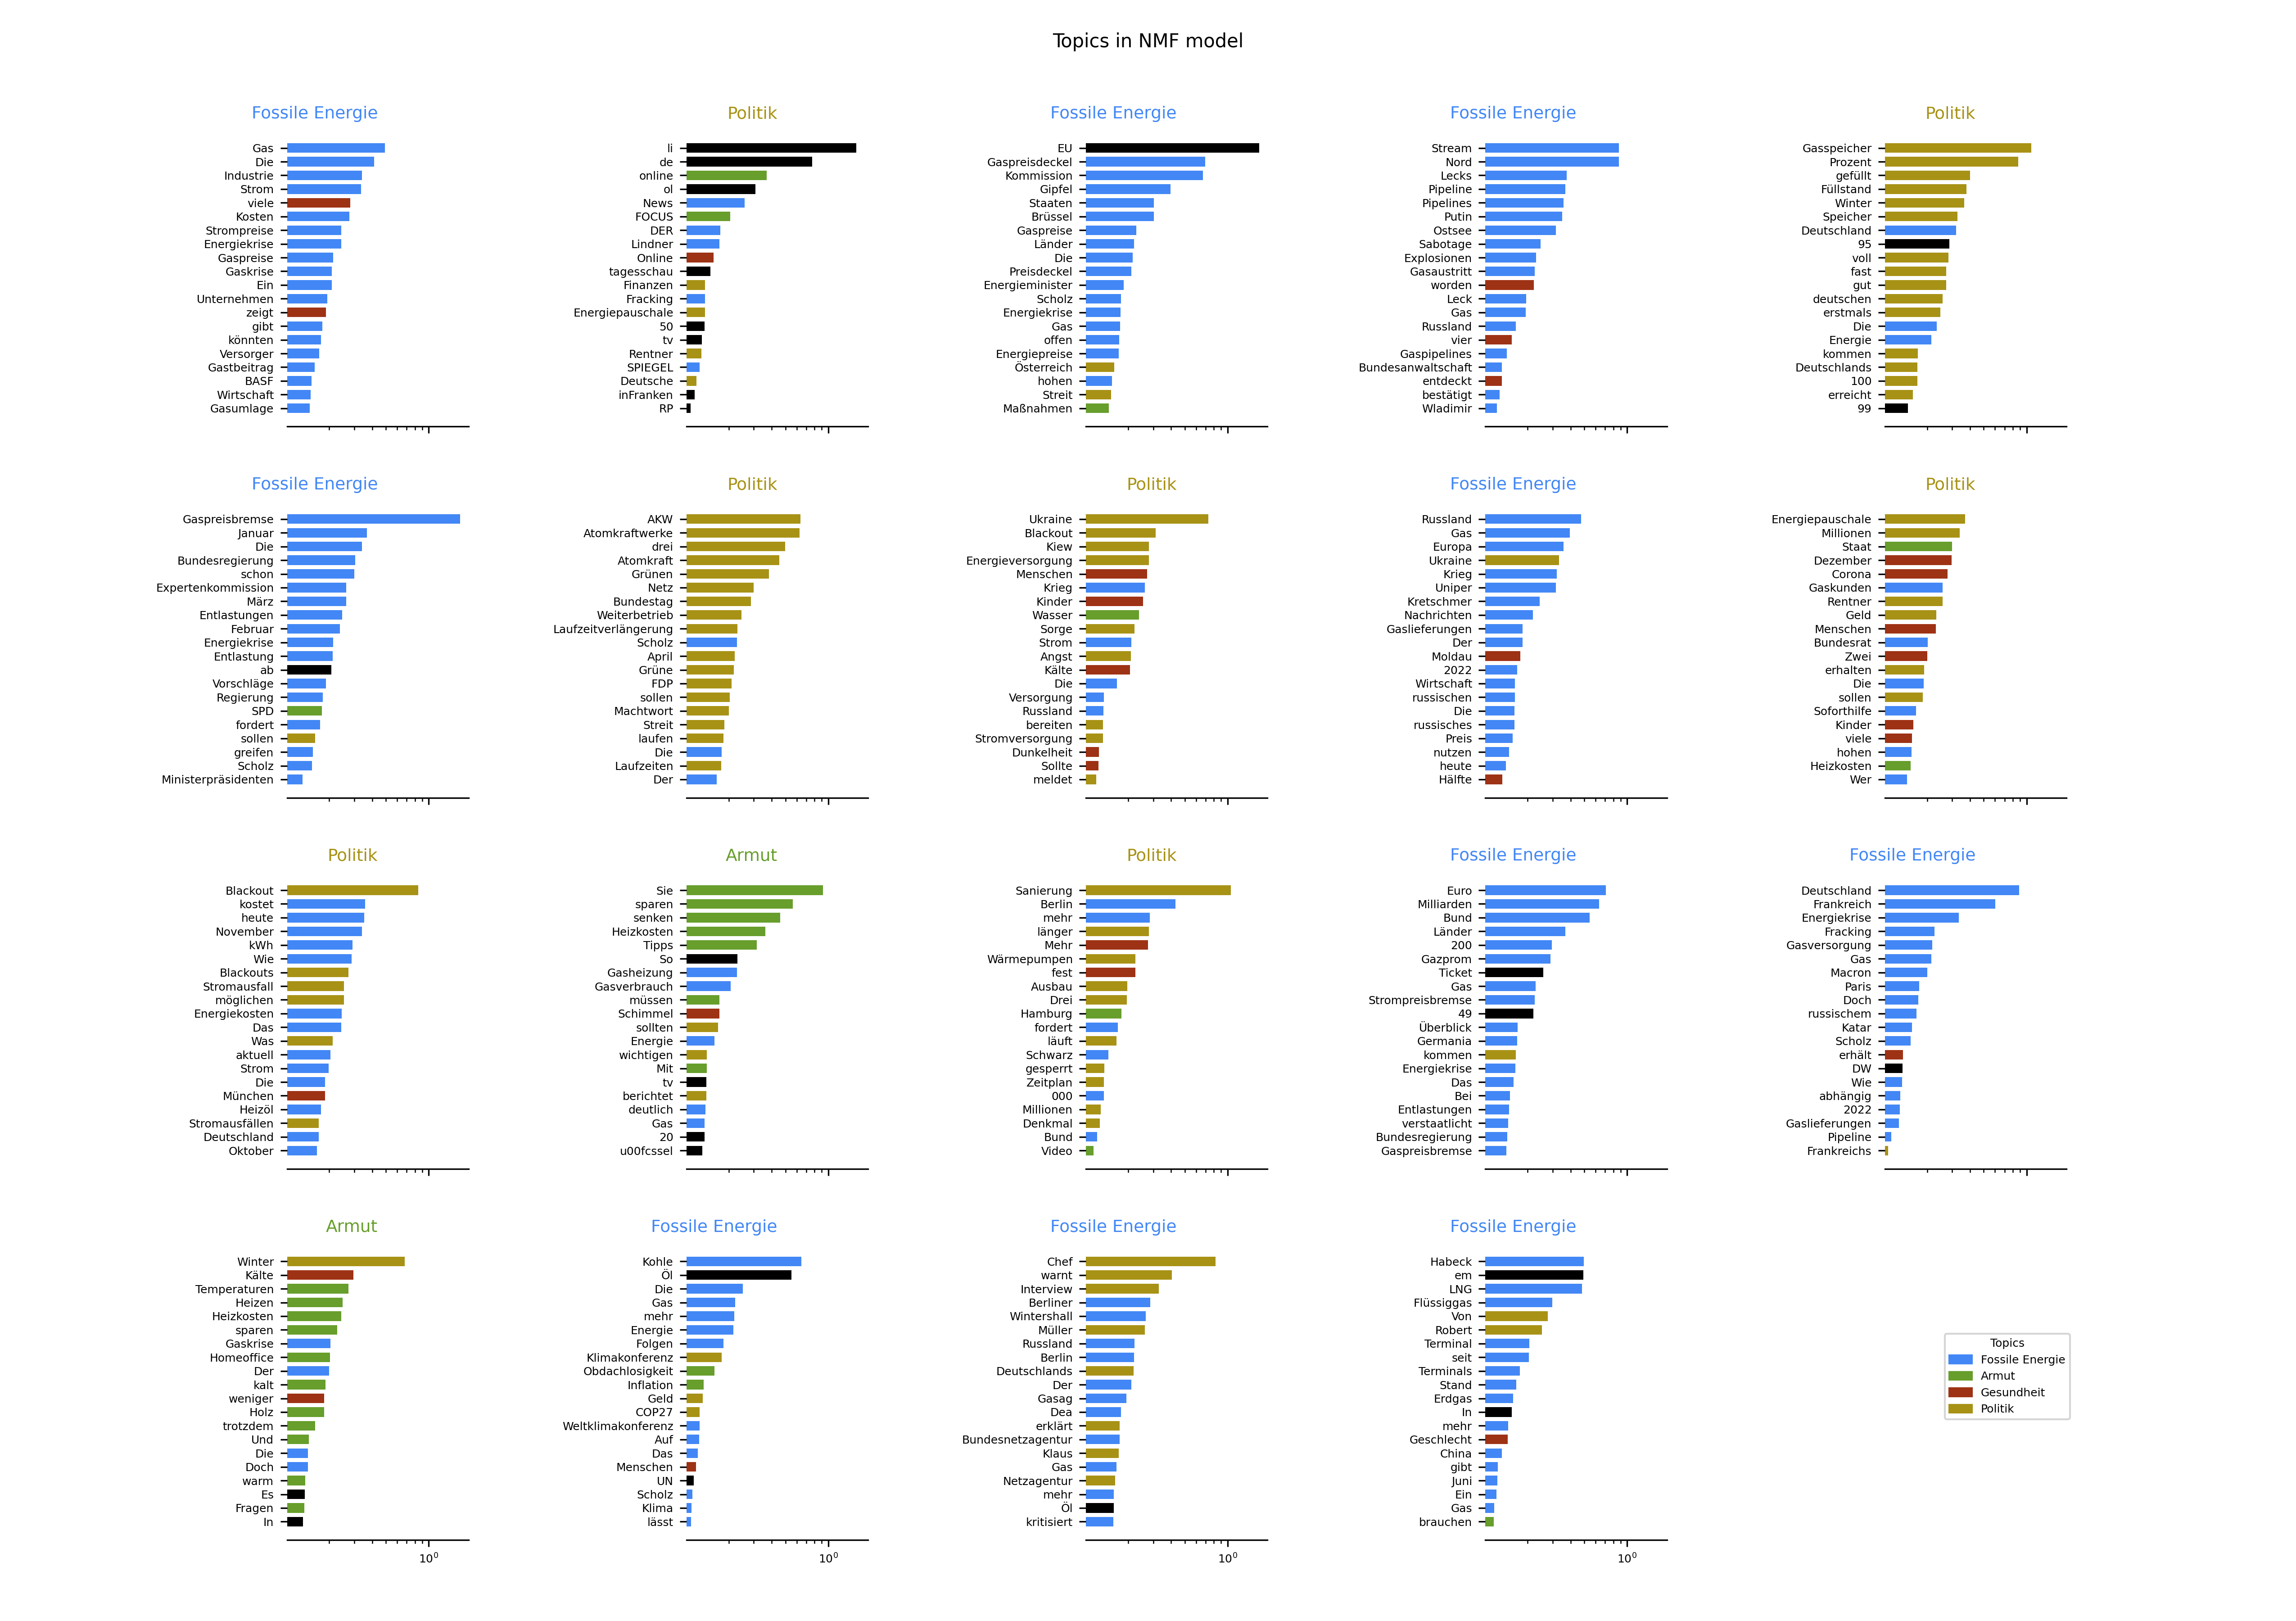 Topics in NMF model
Fossile Energie
Gas
Die
Industrie
Strom
viele
Kosten
Strompreise
Energiekrise
Gaspreise
Gaskrise
Ein
Unternehmen
zeigt
gibt
könnten
Versorger
Gastbeitrag
BASF
Wirtschaft
Gasumlage
Politik
li
de
online
ol
News
FOCUS
DER
Lindner
Online
tagesschau
Finanzen
Fracking
Energiepauschale
50
tv
Rentner
SPIEGEL
Deutsche
inFranken
RP
Fossile Energie
EU
Gaspreisdeckel
Kommission
Gipfel
Staaten
Brüssel
Gaspreise
Länder
Die
Preisdeckel
Energieminister
Scholz
Energiekrise
Gas
offen
Energiepreise
Österreich
hohen
Streit
Maßnahmen
Fossile Energie
Stream
Nord
Lecks
Pipeline
Pipelines
Putin
Ostsee
Sabotage
Explosionen
Gasaustritt
worden
Leck
Gas
Russland
vier
Gaspipelines
Bundesanwaltschaft
entdeckt
bestätigt
Wladimir
Politik
Gasspeicher
Prozent
gefüllt
Füllstand
Winter
Speicher
Deutschland
95
voll
fast
gut
deutschen
erstmals
Die
Energie
kommen
Deutschlands
100
erreicht
99
Fossile Energie
Gaspreisbremse
Januar
Die
Bundesregierung
schon
Expertenkommission
März
Entlastungen
Februar
Energiekrise
Entlastung
ab
Vorschläge
Regierung
SPD
fordert
sollen
greifen
Scholz
Ministerpräsidenten
Politik
AKW
Atomkraftwerke
drei
Atomkraft
Grünen
Netz
Bundestag
Weiterbetrieb
Laufzeitverlängerung
Scholz
April
Grüne
FDP
sollen
Machtwort
Streit
laufen
Die
Laufzeiten
Der
Politik
Ukraine
Blackout
Kiew
Energieversorgung
Menschen
Krieg
Kinder
Wasser
Sorge
Strom
Angst
Kälte
Die
Versorgung
Russland
bereiten
Stromversorgung
Dunkelheit
Sollte
meldet
Fossile Energie
Russland
Gas
Europa
Ukraine
Krieg
Uniper
Kretschmer
Nachrichten
Gaslieferungen
Der
Moldau
2022
Wirtschaft
russischen
Die
russisches
Preis
nutzen
heute
Hälfte
Politik
Energiepauschale
Millionen
Staat
Dezember
Corona
Gaskunden
Rentner
Geld
Menschen
Bundesrat
Zwei
erhalten
Die
sollen
Soforthilfe
Kinder
viele
hohen
Heizkosten
Wer
Politik
Blackout
kostet
heute
November
kWh
Wie
Blackouts
Stromausfall
möglichen
Energiekosten
Das
Was
aktuell
Strom
Die
München
Heizöl
Stromausfällen
Deutschland
Oktober
Armut
Sie
sparen
senken
Heizkosten
Tipps
So
Gasheizung
Gasverbrauch
müssen
Schimmel
sollten
Energie
wichtigen
Mit
tv
berichtet
deutlich
Gas
20
u00fcssel
Politik
Sanierung
Berlin
mehr
länger
Mehr
Wärmepumpen
fest
Ausbau
Drei
Hamburg
fordert
läuft
Schwarz
gesperrt
Zeitplan
000
Millionen
Denkmal
Bund
Video
Fossile Energie
Euro
Milliarden
Bund
Länder
200
Gazprom
Ticket
Gas
Strompreisbremse
49
Überblick
Germania
kommen
Energiekrise
Das
Bei
Entlastungen
verstaatlicht
Bundesregierung
Gaspreisbremse
Fossile Energie
Deutschland
Frankreich
Energiekrise
Fracking
Gasversorgung
Gas
Macron
Paris
Doch
russischem
Katar
Scholz
erhält
DW
Wie
abhängig
2022
Gaslieferungen
Pipeline
Frankreichs
Armut
Winter
Kälte
Temperaturen
Heizen
Heizkosten
sparen
Gaskrise
Homeoffice
Der
kalt
weniger
Holz
trotzdem
Und
Die
Doch
warm
Es
Fragen
In
10⁰
Fossile Energie
Kohle
Öl
Die
Gas
mehr
Energie
Folgen
Klimakonferenz
Obdachlosigkeit
Inflation
Geld
COP27
Weltklimakonferenz
Auf
Das
Menschen
UN
Scholz
Klima
lässt
10⁰
Fossile Energie
Chef
warnt
Interview
Berliner
Wintershall
Müller
Russland
Berlin
Deutschlands
Der
Gasag
Dea
erklärt
Bundesnetzagentur
Klaus
Gas
Netzagentur
mehr
Öl
kritisiert
10⁰
Fossile Energie
Habeck
em
LNG
Flüssiggas
Von
Robert
Terminal
seit
Terminals
Stand
Erdgas
In
mehr
Geschlecht
China
gibt
Juni
Ein
Gas
brauchen
10⁰
Topics
Fossile Energie
Armut
Gesundheit
Politik